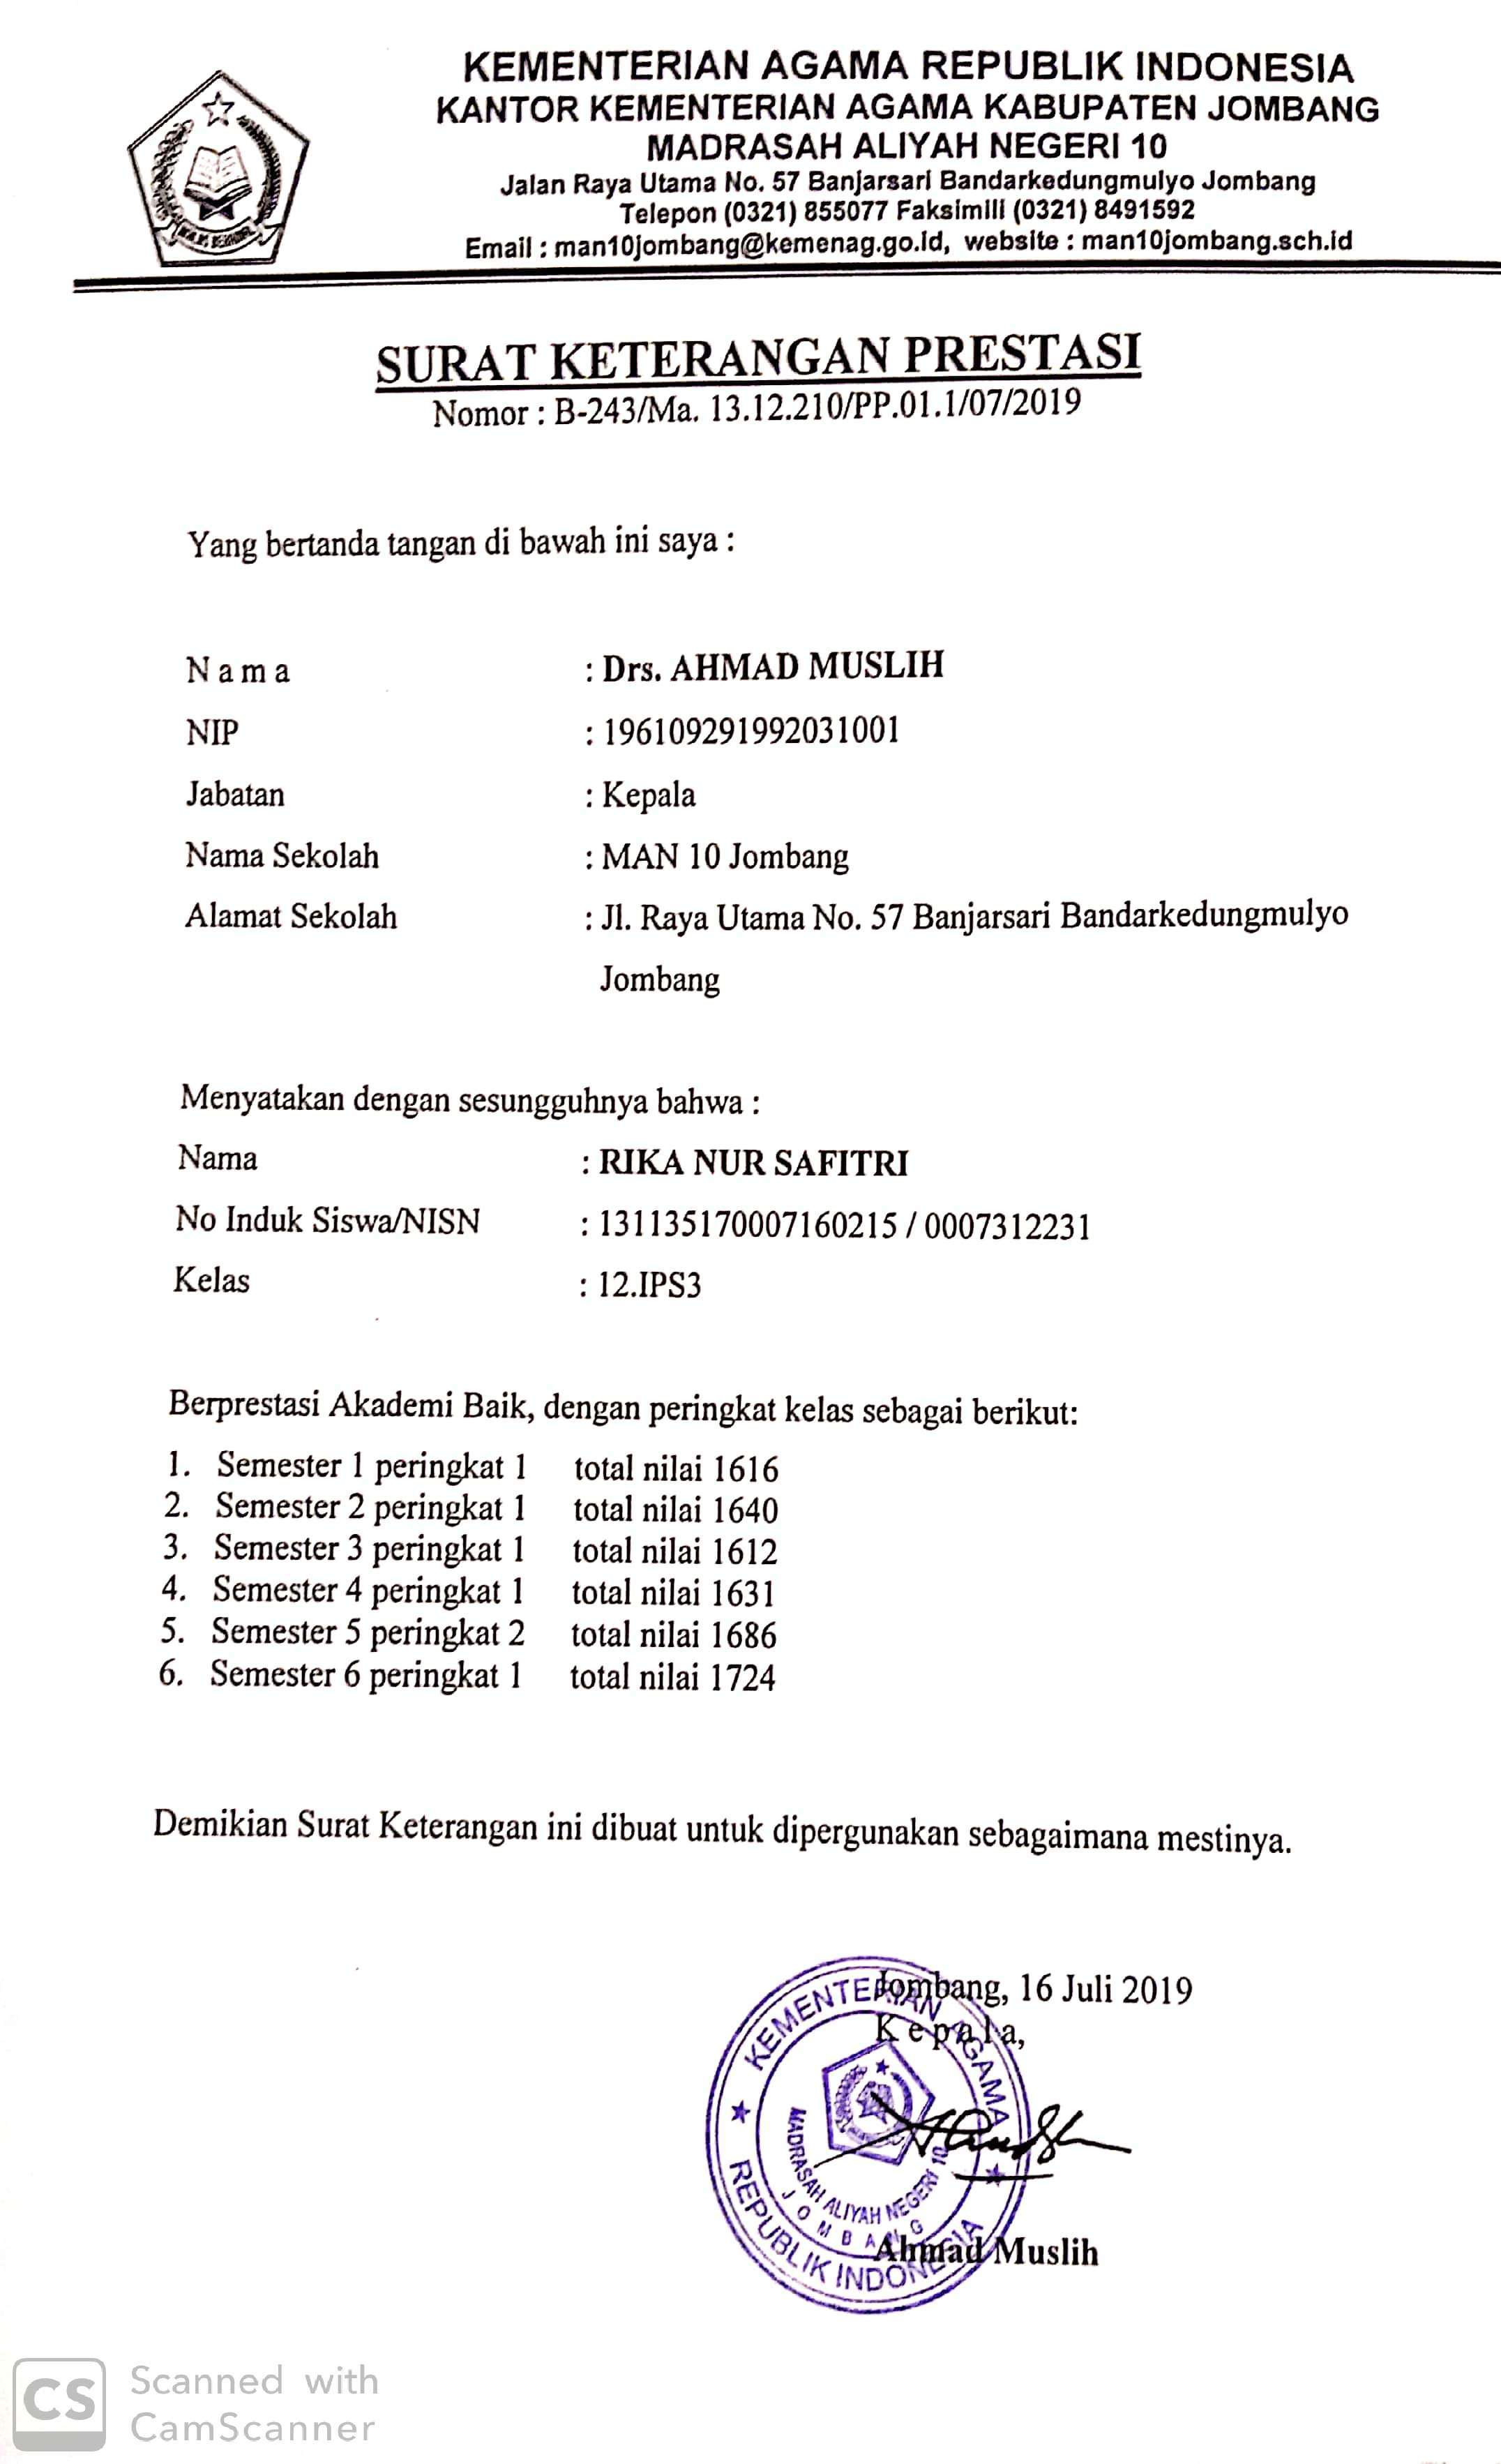 KEMENTERIAN AGAMA REPUBLIK INDONESIA
KANTOR KEMENTERIAN AGAMA KABUPATEN JOMBANG
MADRASAH ALIYAH NEGERI 10
Jalan Raya Utama No. 57 Banjarsari Bandarkedungmulyo Jombang
Telepon (0321) 855077 Faksimili (0321) 8491592
Email : man10jombang@kemenag.go.id, website : man10jombang.sch.id
SURAT KETERANGAN PRESTASI
Nomor : B-243/Ma. 13.12.210/PP.01.1/07/2019
Yang bertanda tangan di bawah ini saya :
N a m a : Drs. AHMAD MUSLIH
NIP : 196109291992031001
Jabatan : Kepala
Nama Sekolah : MAN 10 Jombang
Alamat Sekolah : Jl. Raya Utama No. 57 Banjarsari Bandarkedungmulyo
Jombang
Menyatakan dengan sesungguhnya bahwa :
Nama : RIKA NUR SAFITRI
No Induk Siswa/NISN : 131135170007160215 / 0007312231
Kelas : 12.IPS3
Berprestasi Akademi Baik, dengan peringkat kelas sebagai berikut:
1. Semester 1 peringkat 1 total nilai 1616
2. Semester 2 peringkat 1 total nilai 1640
3. Semester 3 peringkat 1 total nilai 1612
4. Semester 4 peringkat 1 total nilai 1631
5. Semester 5 peringkat 2 total nilai 1686
6. Semester 6 peringkat 1 total nilai 1724
Demikian Surat Keterangan ini dibuat untuk dipergunakan sebagaimana mestinya.
Jombang, 16 Juli 2019
K e p a l a,
KEMENTERIAN AGAMA
MADRASAH ALIYAH NEGERI 10
J O M B A N G
REPUBLIK INDONESIA
Ahmad Muslih
CS Scanned with
CamScanner